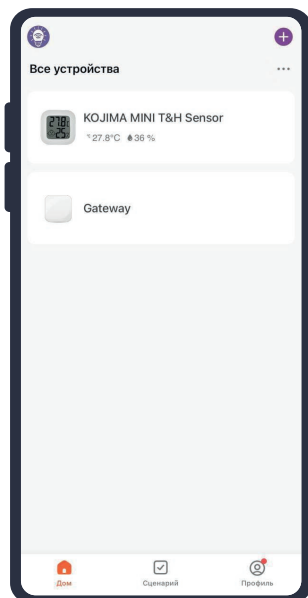 Все устройства
KOJIMA MINI T&H Sensor
27.8°C 36 %
Gateway
Дом
Сценарий
Профиль